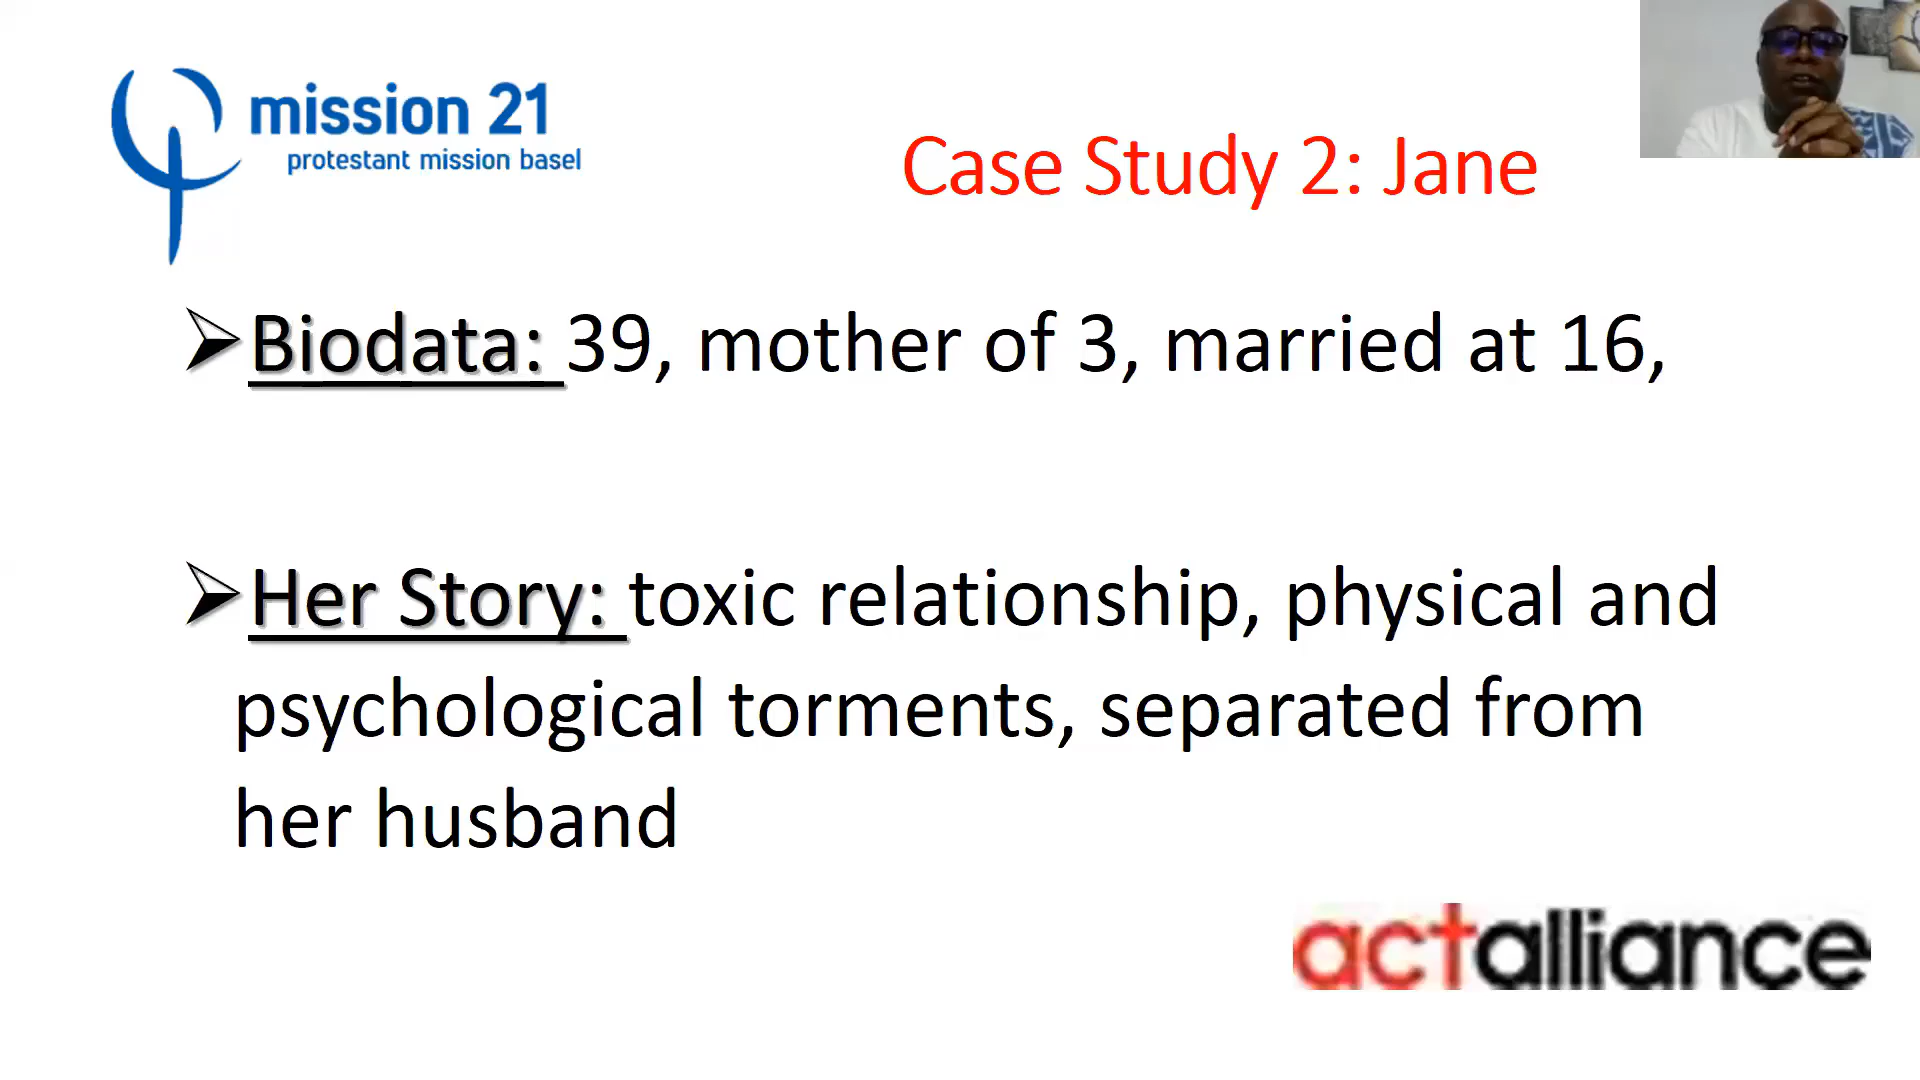 mission 21
protestant mission basel
Case Study 2: Jane
Biodata: 39, mother of 3, married at 16,
Her Story: toxic relationship, physical and
psychological torments, separated from
her husband
actalliance